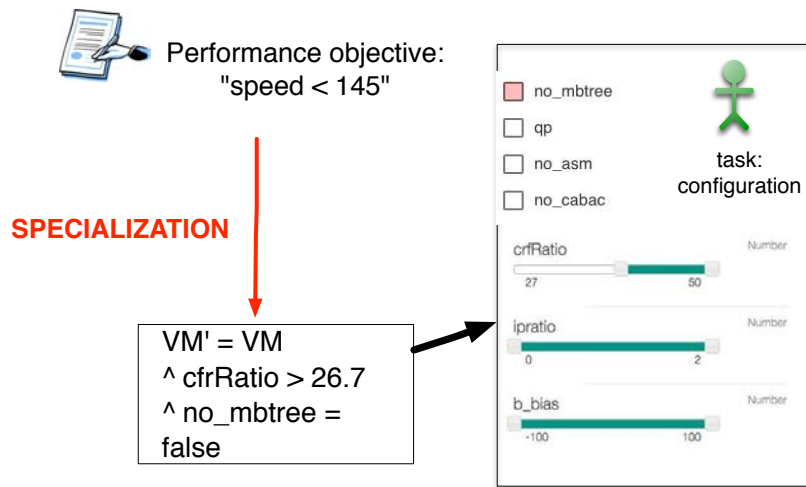 Performance objective:
"speed < 145"
SPECIALIZATION
VM' = VM
^ cfrRatio > 26.7
^ no_mbtree =
false
no_mbtree
qp
no_asm
no_cabac
task:
configuration
crfRatio
Number
27
50
ipratio
Number
0
2
b_bias
Number
-100
100